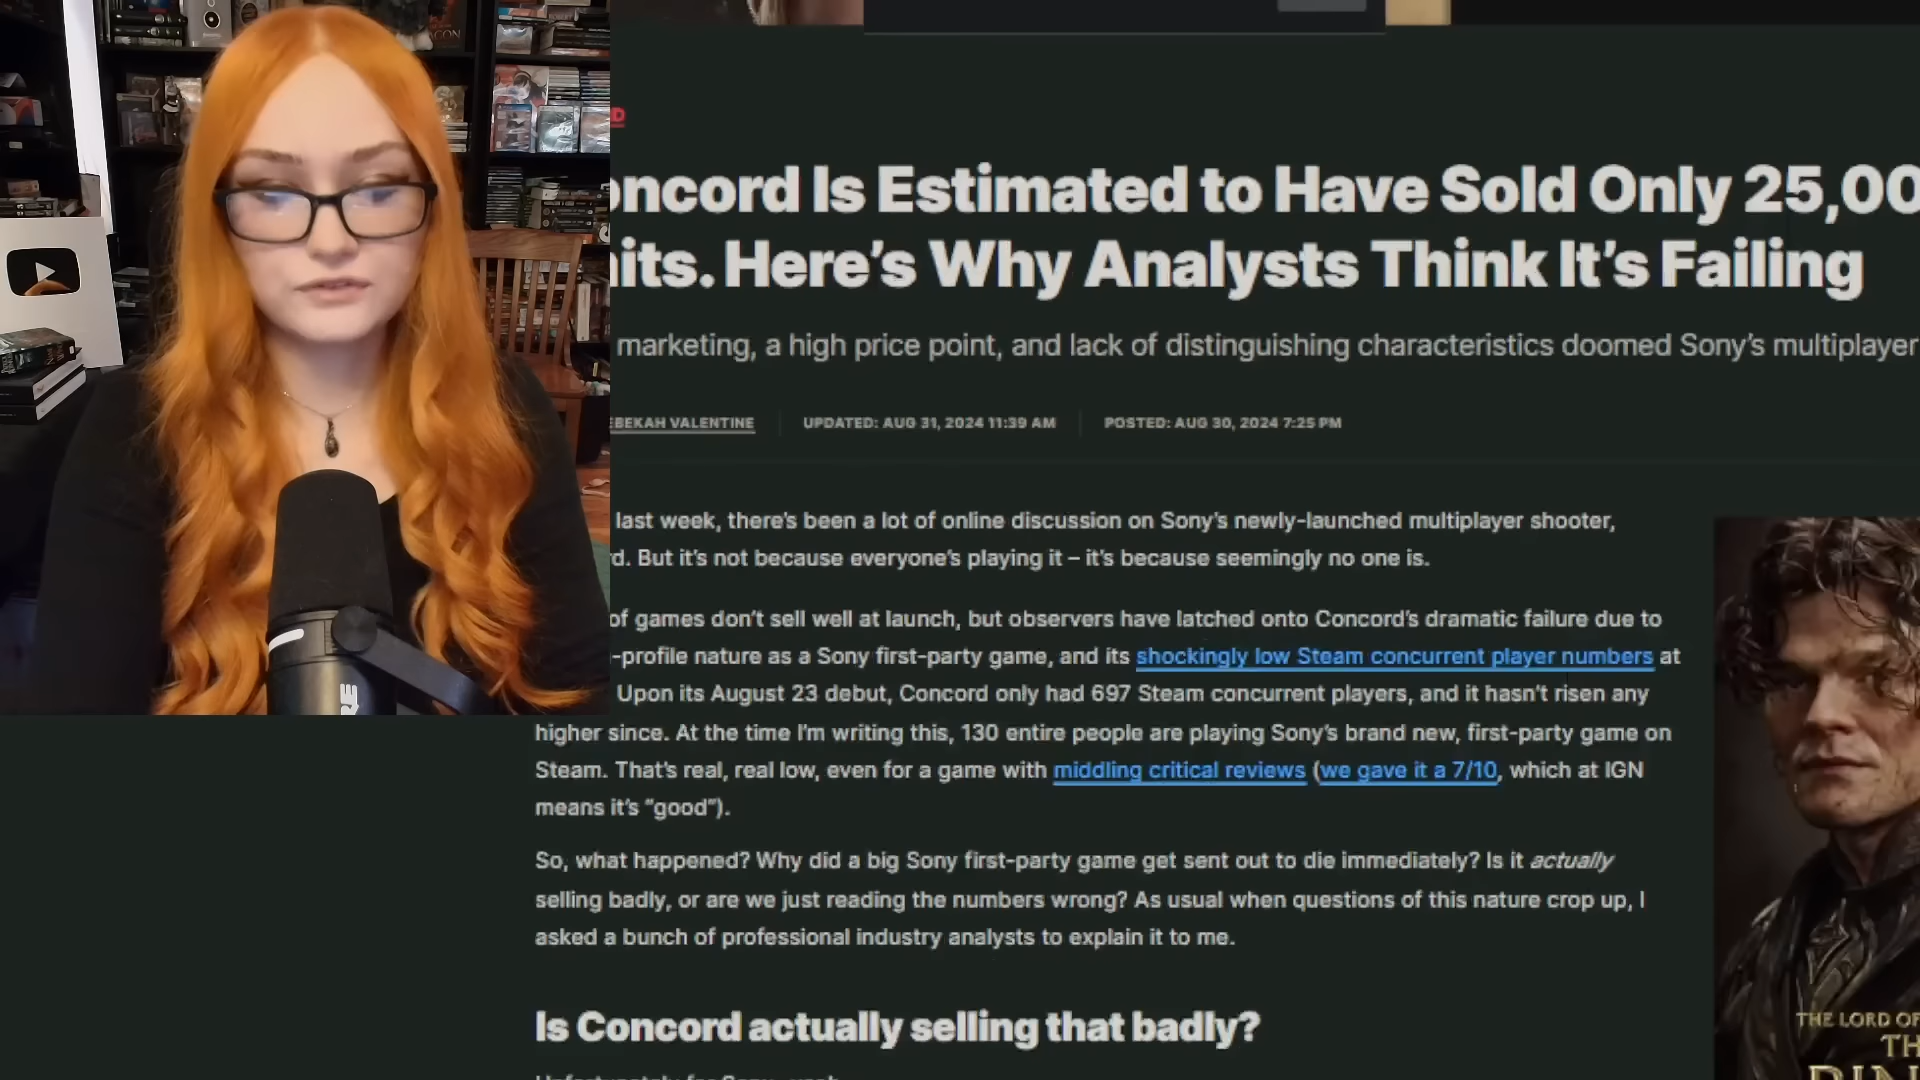 D
oncord Is Estimated to Have Sold Only 25,00
its. Here's Why Analysts Think It's Failing
marketing, a high price point, and lack of distinguishing characteristics doomed Sony's multiplayer
BEKAH VALENTINE
UPDATED: AUG 31, 2024 11:39 AM
POSTED: AUG 30, 2024 7:25 PM
last week, there's been a lot of online discussion on Sony's newly-launched multiplayer shooter,
d. But it's not because everyone's playing it – it's because seemingly no one is.
of games don't sell well at launch, but observers have latched onto Concord's dramatic failure due to
-profile nature as a Sony first-party game, and its shockingly low Steam concurrent player numbers at
Upon its August 23 debut, Concord only had 697 Steam concurrent players, and it hasn't risen any
higher since. At the time I'm writing this, 130 entire people are playing Sony's brand new, first-party game on
Steam. That's real, real low, even for a game with middling critical reviews (we gave it a 7/10, which at IGN
means it's “good”).
So, what happened? Why did a big Sony first-party game get sent out to die immediately? Is it actually
selling badly, or are we just reading the numbers wrong? As usual when questions of this nature crop up, I
asked a bunch of professional industry analysts to explain it to me.
Is Concord actually selling that badly?
THE LORD OF
TH